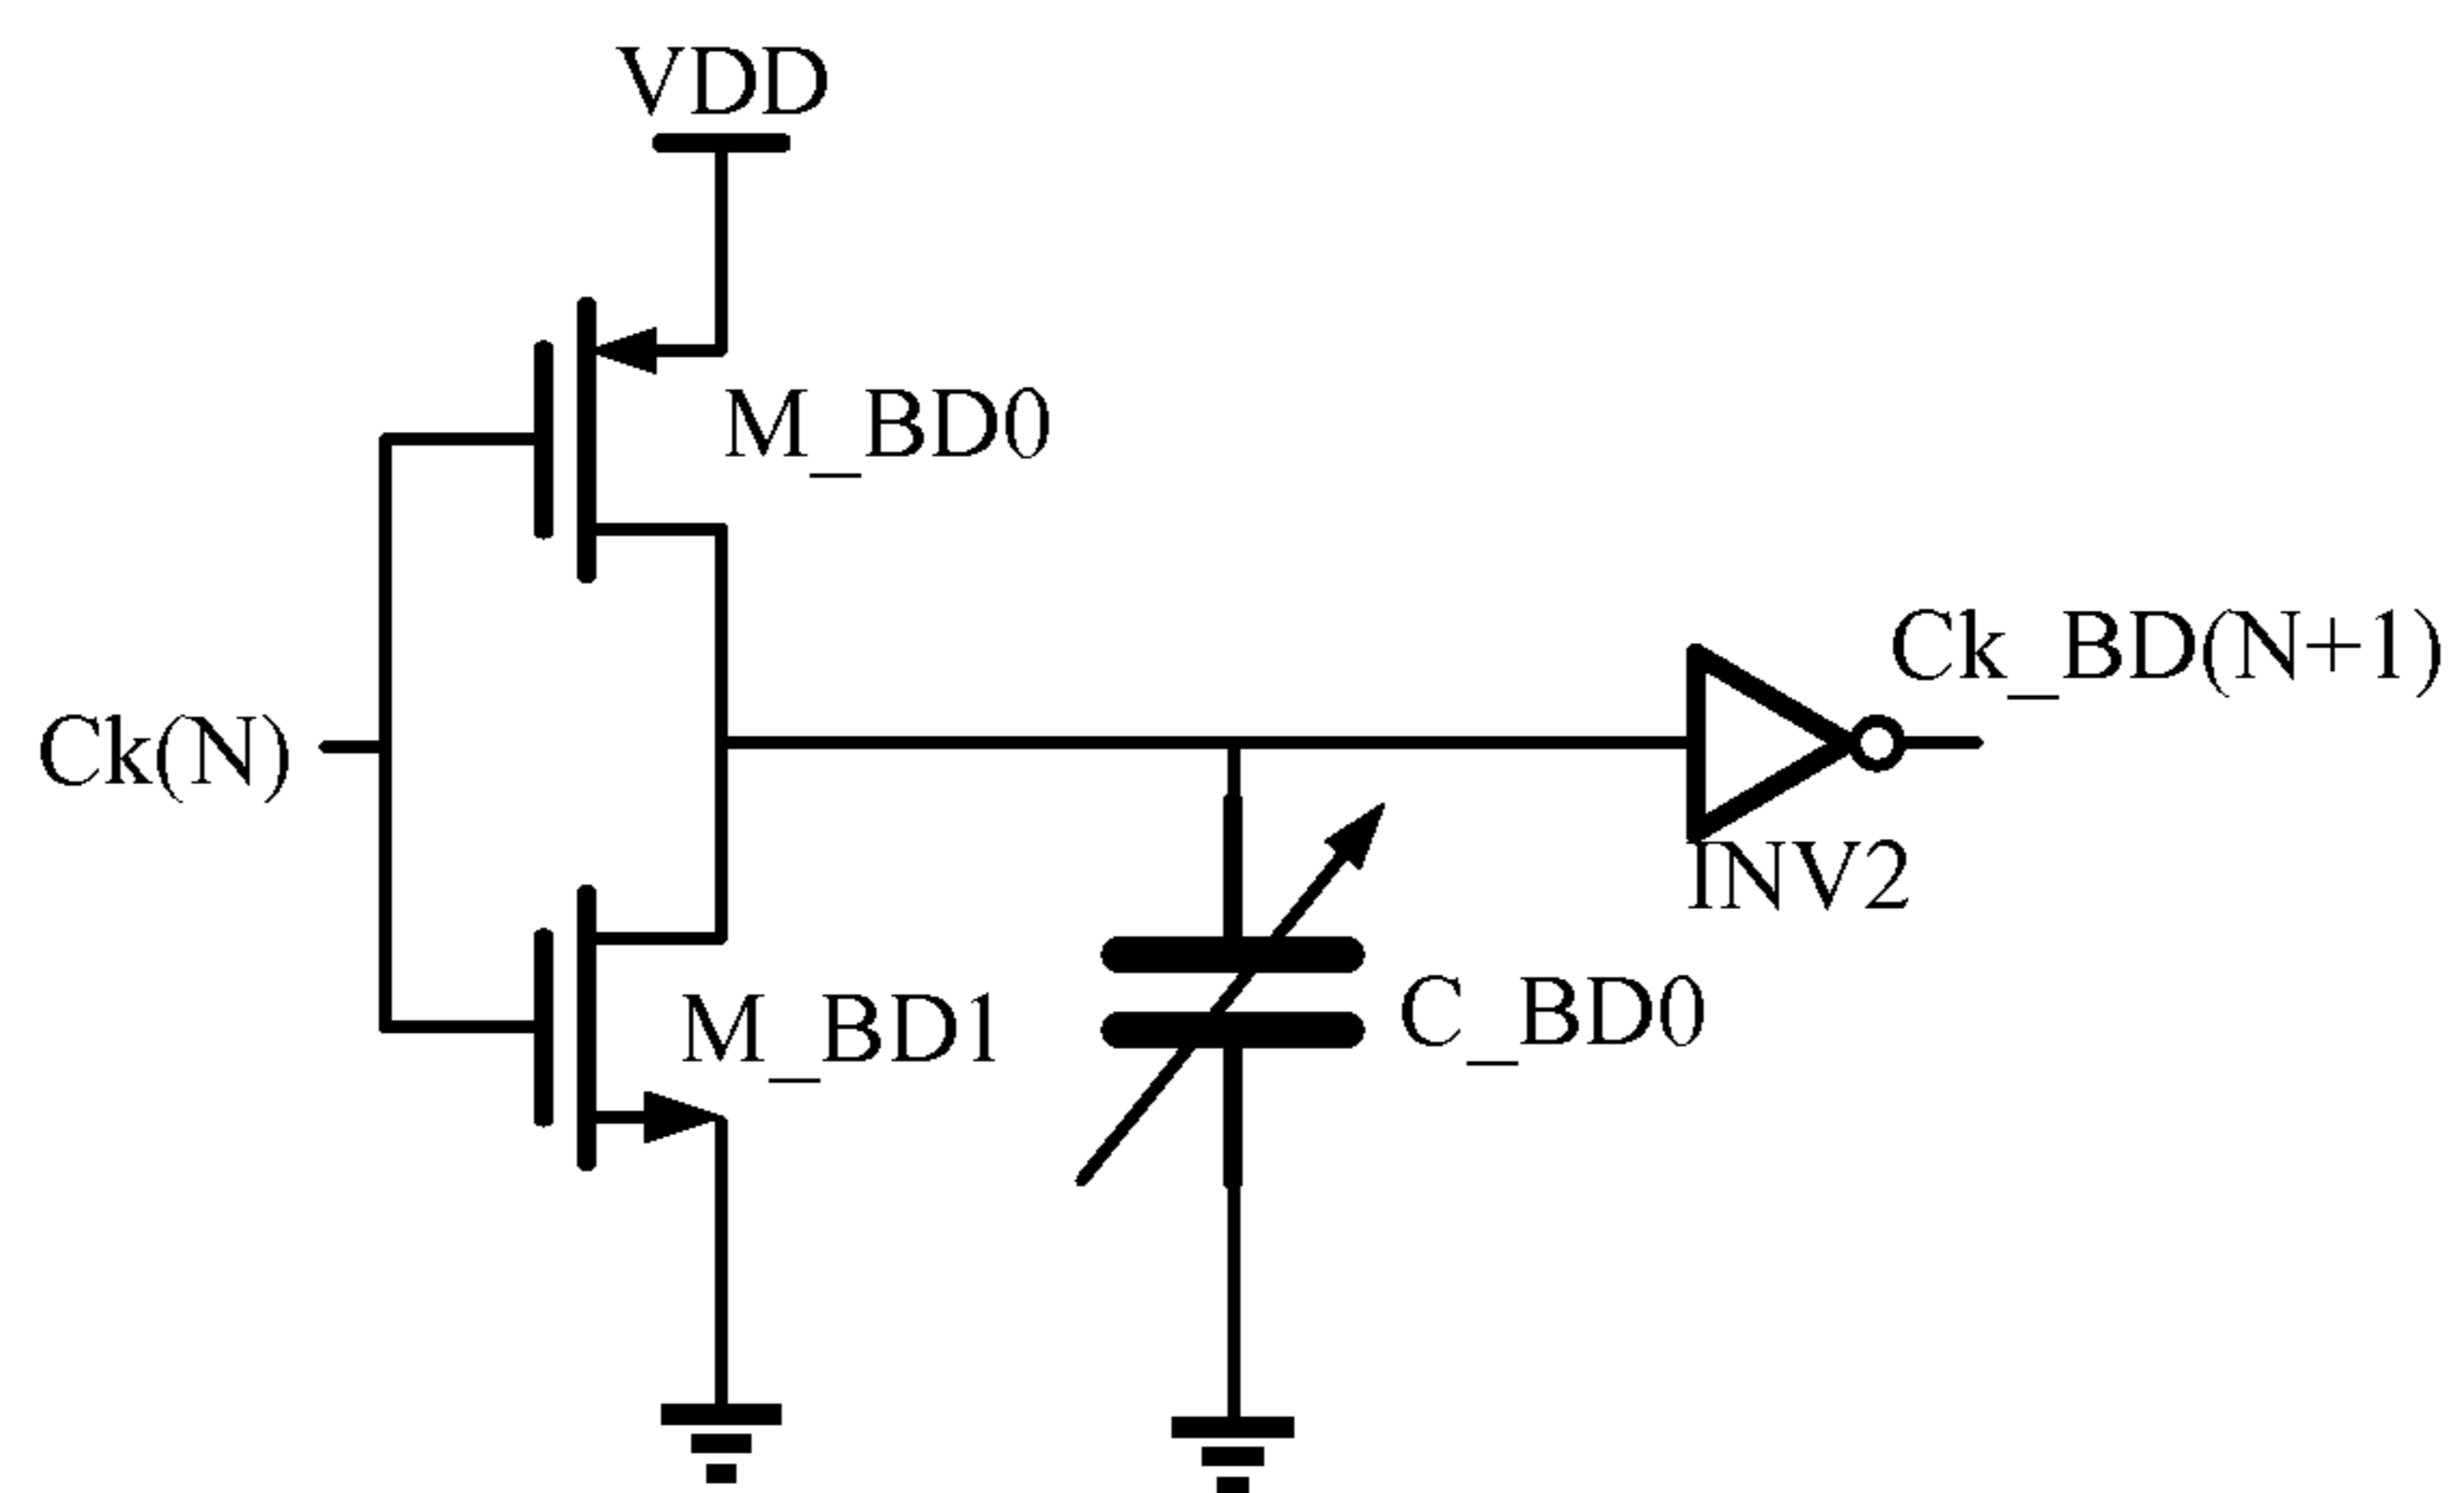 VDD
M_BD0
Ck_BD(N+1)
Ck(N)
INV2
M_BD1
C_BD0